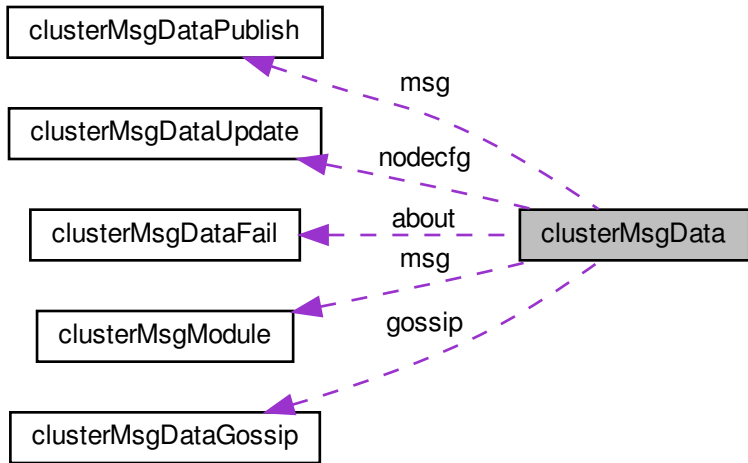 clusterMsgDataPublish
msg
clusterMsgDataUpdate
nodecfg
clusterMsgDataFail
about
clusterMsgData
msg
clusterMsgModule
gossip
clusterMsgDataGossip